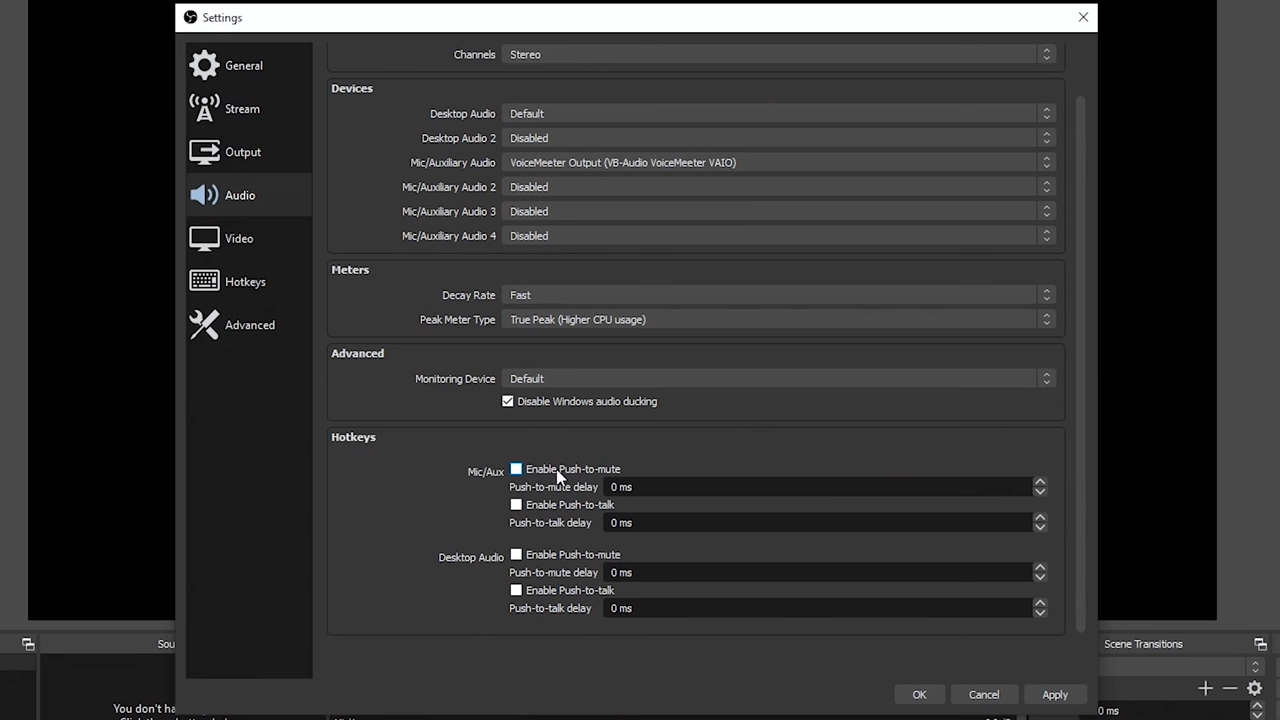 Settings
General
Stream
Output
Audio
Video
Hotkeys
Advanced
Channels Stereo
Devices
Desktop Audio Default
Desktop Audio 2 Disabled
Mic/Auxiliary Audio VoiceMeeter Output (VB-Audio VoiceMeeter VAIO)
Mic/Auxiliary Audio 2 Disabled
Mic/Auxiliary Audio 3 Disabled
Mic/Auxiliary Audio 4 Disabled
Meters
Decay Rate Fast
Peak Meter Type True Peak (Higher CPU usage)
Advanced
Monitoring Device Default
Disable Windows audio ducking
Hotkeys
Mic/Aux Enable Push-to-mute
Push-to-mute delay 0 ms
Enable Push-to-talk
Push-to-talk delay 0 ms
Desktop Audio Enable Push-to-mute
Push-to-mute delay 0 ms
Enable Push-to-talk
Push-to-talk delay 0 ms
OK Cancel Apply
Sou
You don't ha
Scene Transitions
0 ms